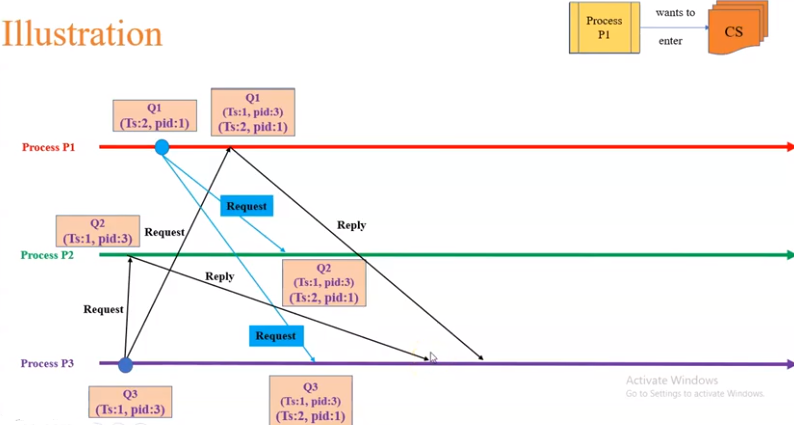 Illustration
Process
P1
wants to
enter
CS
Q1
(Ts:2, pid:1)
Q1
(Ts:1, pid:3)
(Ts:2, pid:1)
Process P1
Request
Q2
(Ts:1, pid:3)
Request
Reply
Process P2
Reply
Q2
(Ts:1, pid:3)
(Ts:2, pid:1)
Request
Request
Process P3
Q3
(Ts:1, pid:3)
Q3
(Ts:1, pid:3)
(Ts:2, pid:1)
Activate Windows
Go to Settings to activate Windows.